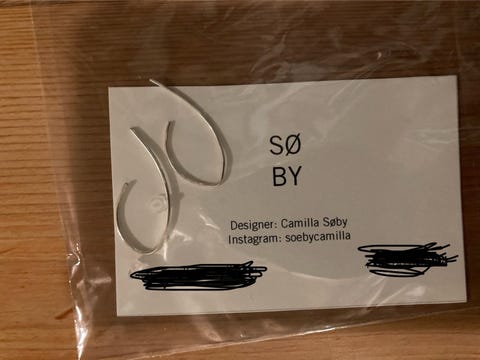 SØ
BY
Designer: Camilla Søby
Instagram: soebycamilla